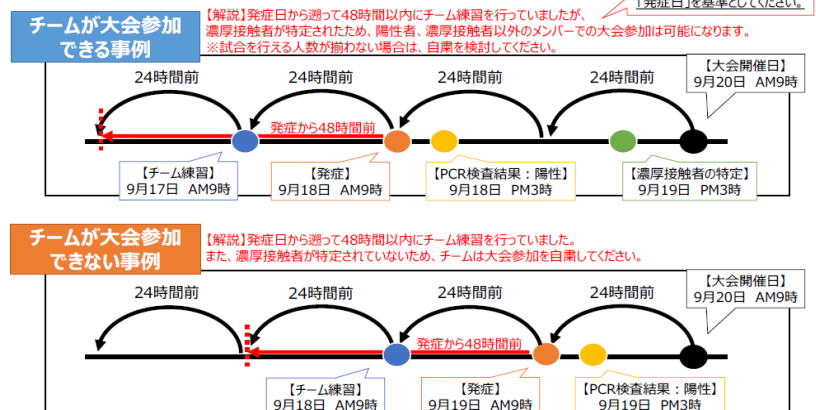 「発症日」を基準としてください。
チームが大会参加
できる事例
【解説】発症日から遡って48時間以内にチーム練習を行っていましたが、
濃厚接触者が特定されたため、陽性者、濃厚接触者以外のメンバーでの大会参加は可能になります。
※試合を行える人数が揃わない場合は、自粛を検討してください。
【大会開催日】
9月20日 AM9時
24時間前 24時間前 24時間前 24時間前
発症から48時間前
【チーム練習】
9月17日 AM9時
【発症】
9月18日 AM9時
【PCR検査結果：陽性】
9月18日 PM3時
【濃厚接触者の特定】
9月19日 PM3時
チームが大会参加
できない事例
【解説】発症日から遡って48時間以内にチーム練習を行っていました。
また、濃厚接触者が特定されていないため、チームは大会参加を自粛してください。
【大会開催日】
9月20日 AM9時
24時間前 24時間前 24時間前 24時間前
発症から48時間前
【チーム練習】
9月18日 AM9時
【発症】
9月19日 AM9時
【PCR検査結果：陽性】
9月19日 PM3時